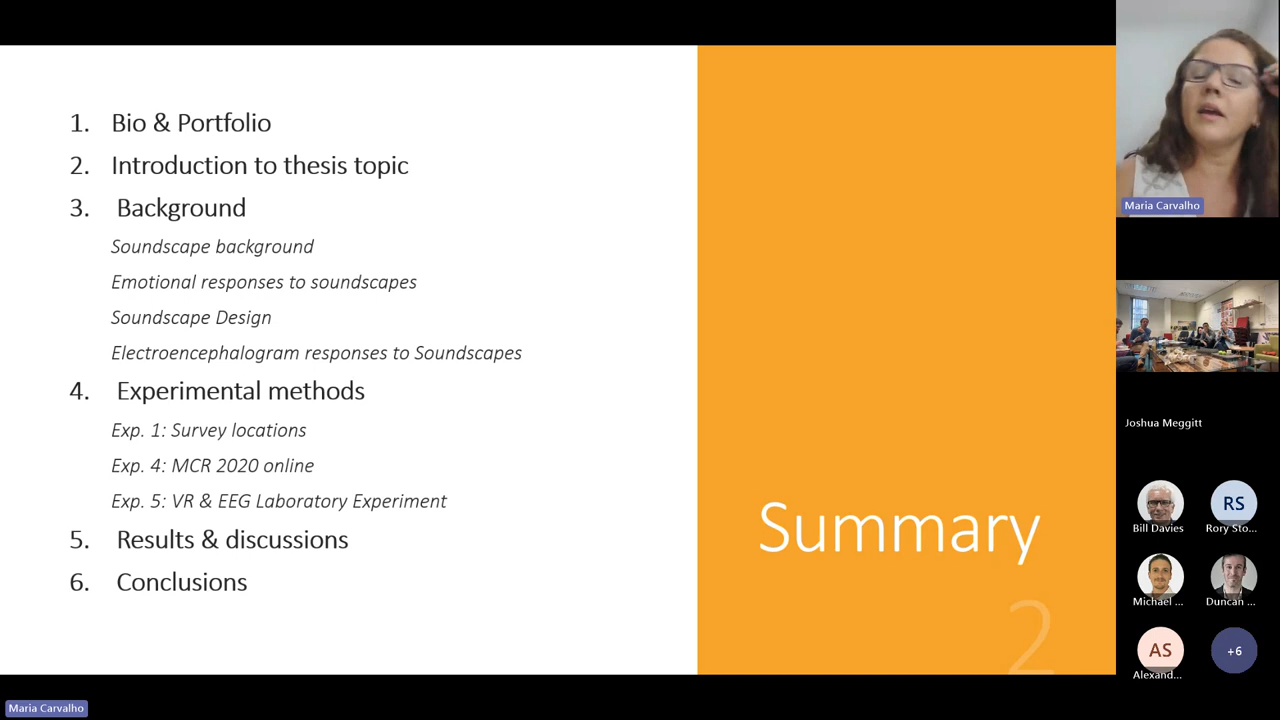 1. Bio & Portfolio
2. Introduction to thesis topic
3. Background
Soundscape background
Emotional responses to soundscapes
Soundscape Design
Electroencephalogram responses to Soundscapes
4. Experimental methods
Exp. 1: Survey locations
Exp. 4: MCR 2020 online
Exp. 5: VR & EEG Laboratory Experiment
5. Results & discussions
6. Conclusions
Summary
2
Maria Carvalho
Joshua Meggitt
RS
Bill Davies
Rory Sto...
Michael ...
Duncan ...
AS
+6
Alexand...
Maria Carvalho